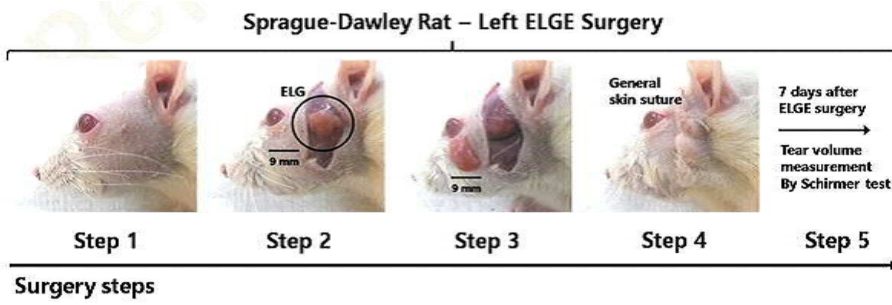 Sprague-Dawley Rat – Left ELGE Surgery
ELG
9 mm
9 mm
General
skin suture
7 days after
ELGE surgery
Tear volume
measurement
By Schirmer test
Step 1
Step 2
Step 3
Step 4
Step 5
Surgery steps